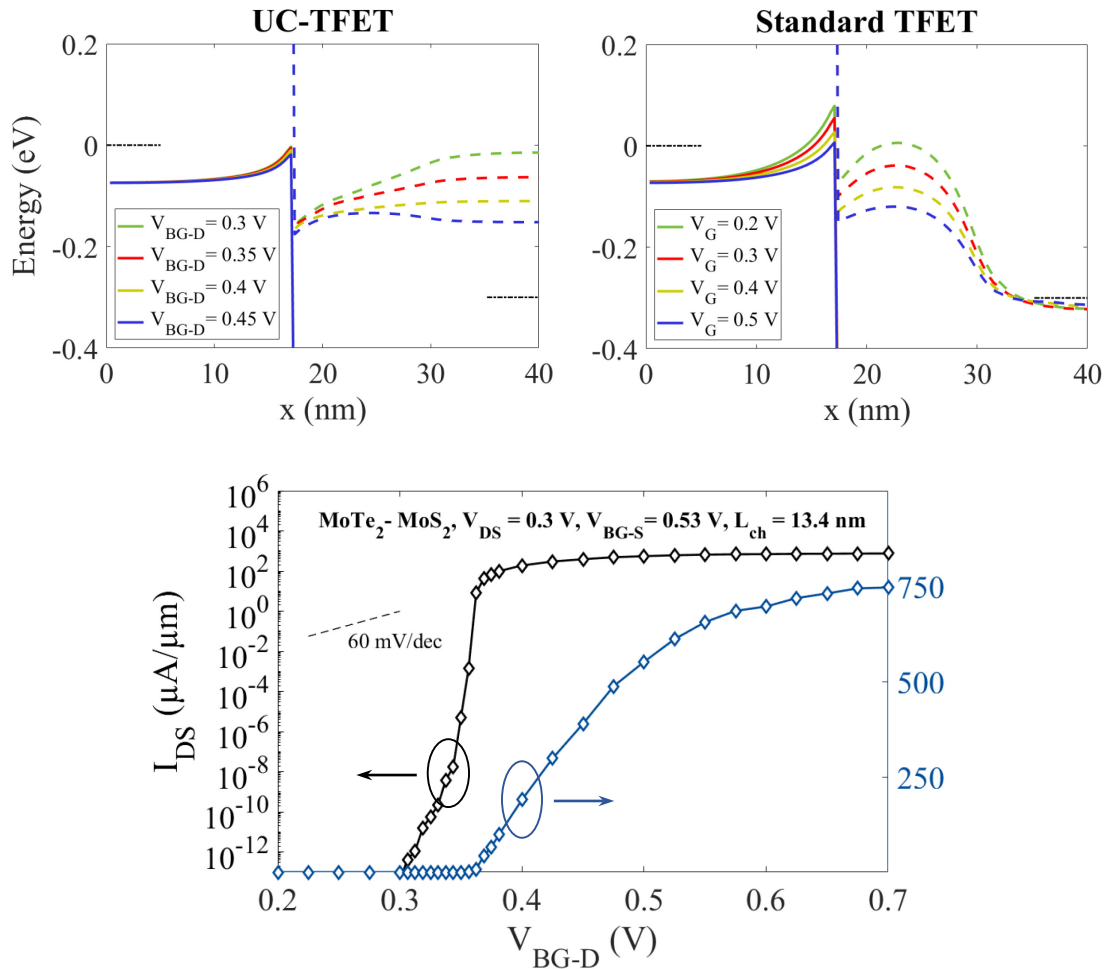 UC-TFET
Standard TFET
Energy (eV)
0.2
0
-0.2
-0.4
V_BG-D = 0.3 V
V_BG-D = 0.35 V
V_BG-D = 0.4 V
V_BG-D = 0.45 V
0 10 20 30 40
x (nm)
0.2
0
-0.2
-0.4
V_G = 0.2 V
V_G = 0.3 V
V_G = 0.4 V
V_G = 0.5 V
0 10 20 30 40
x (nm)
MoTe₂- MoS₂, V_DS = 0.3 V, V_BG-S = 0.53 V, L_ch = 13.4 nm
I_DS (µA/µm)
10^6
10^4
10^2
10^0
10^-2
10^-4
10^-6
10^-8
10^-10
10^-12
60 mV/dec
750
500
250
0.2 0.3 0.4 0.5 0.6 0.7
V_BG-D (V)